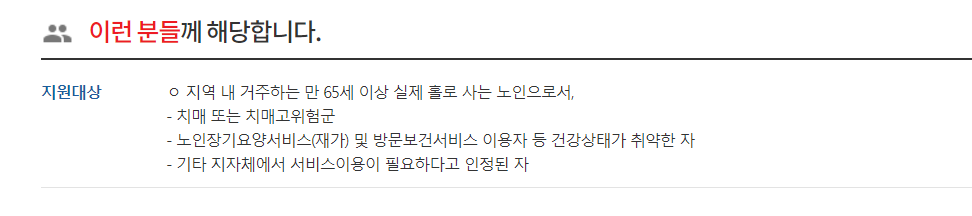 이런 분들께 해당합니다.
지원대상
ㅇ 지역 내 거주하는 만 65세 이상 실제 홀로 사는 노인으로서,
- 치매 또는 치매고위험군
- 노인장기요양서비스(재가) 및 방문보건서비스 이용자 등 건강상태가 취약한 자
- 기타 지자체에서 서비스이용이 필요하다고 인정된 자